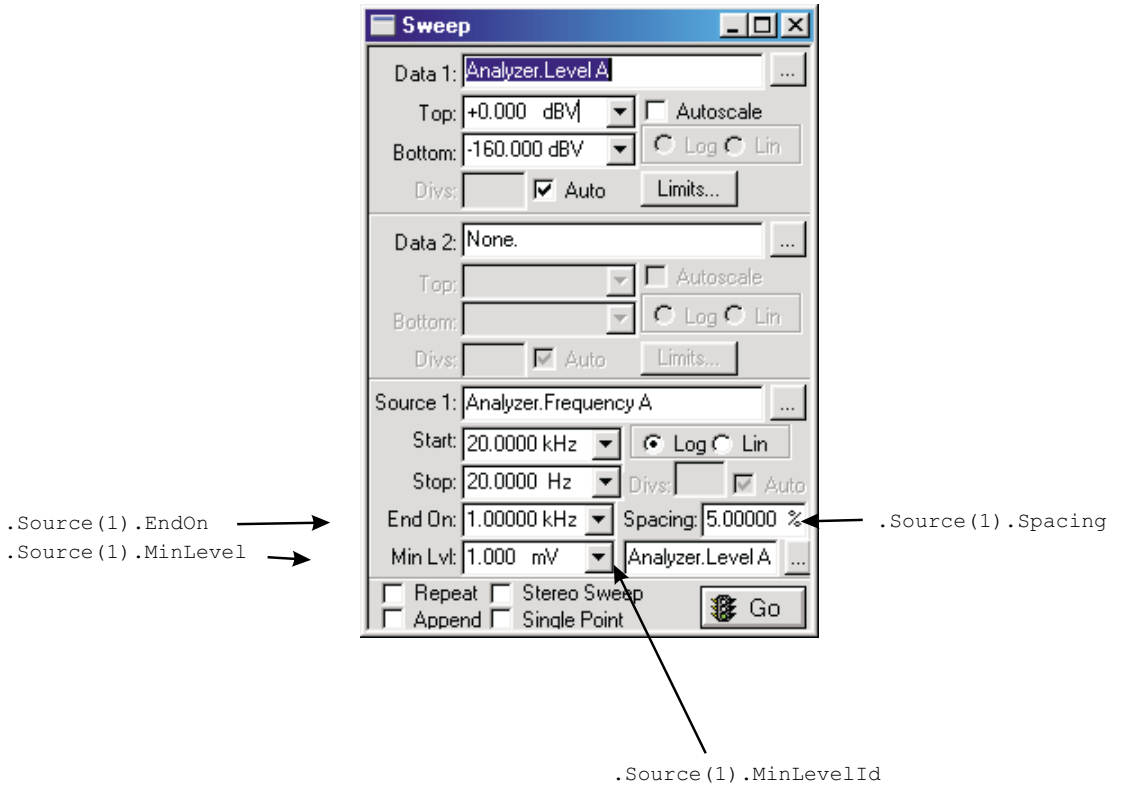 Sweep
Data 1: Analyzer.Level A ...
Top: +0.000 dBV Autoscale
Bottom: -160.000 dBV Log Lin
Divs: Auto Limits...
Data 2: None. ...
Top: Autoscale
Bottom: Log Lin
Divs: Auto Limits...
Source 1: Analyzer.Frequency A ...
Start: 20.0000 kHz Log Lin
Stop: 20.0000 Hz Divs: Auto
.Source(1).EndOn End On: 1.00000 kHz Spacing: 5.00000 % .Source(1).Spacing
.Source(1).MinLevel Min Lvl: 1.000 mV Analyzer.Level A ...
Repeat Stereo Sweep
Append Single Point Go
.Source(1).MinLevelId